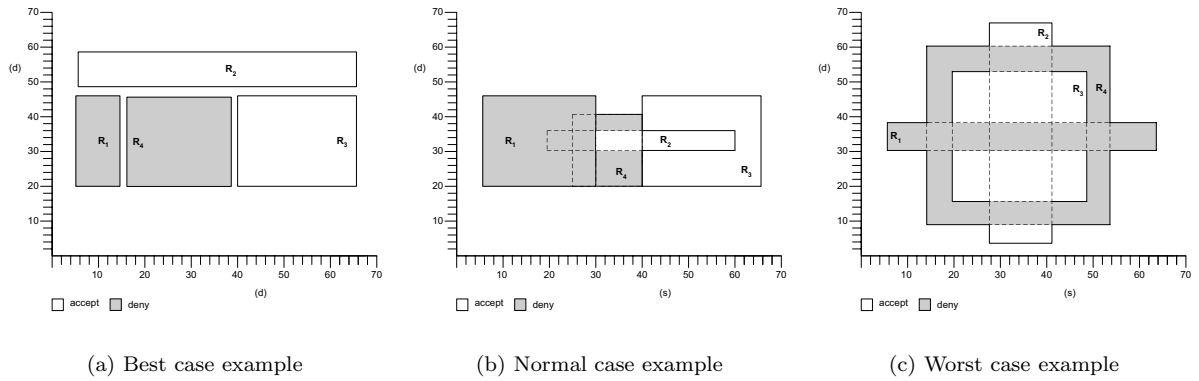 70
60
(d)
50
40
30
20
10
R2
R1
R4
R3
10 20 30 40 50 60 70
(d)
accept deny
(a) Best case example
70
60
(d)
50
40
30
20
10
R1
R2
R4
R3
10 20 30 40 50 60 70
(s)
accept deny
(b) Normal case example
70
60
(d)
50
40
30
20
10
R2
R3
R4
R1
10 20 30 40 50 60 70
(s)
accept deny
(c) Worst case example